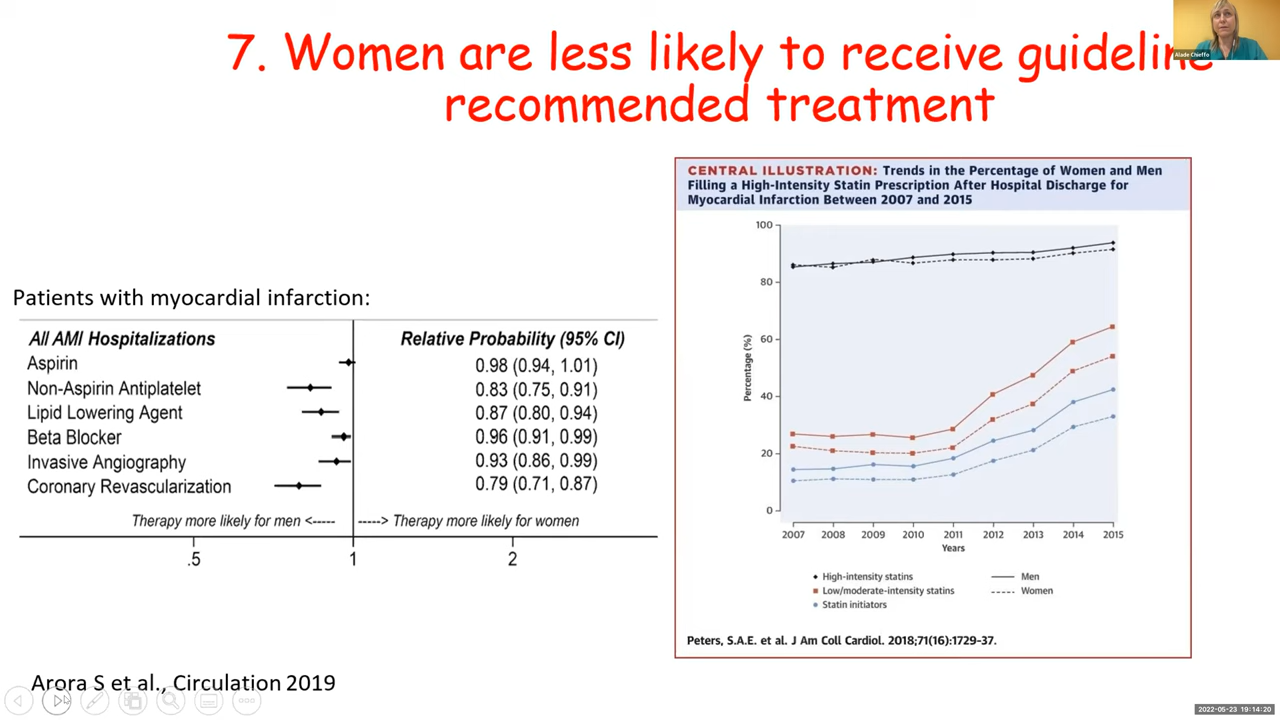 7. Women are less likely to receive guideline
recommended treatment
Alade Chieffo
Patients with myocardial infarction:
All AMI Hospitalizations Relative Probability (95% CI)
Aspirin 0.98 (0.94, 1.01)
Non-Aspirin Antiplatelet 0.83 (0.75, 0.91)
Lipid Lowering Agent 0.87 (0.80, 0.94)
Beta Blocker 0.96 (0.91, 0.99)
Invasive Angiography 0.93 (0.86, 0.99)
Coronary Revascularization 0.79 (0.71, 0.87)
Therapy more likely for men <----- -----> Therapy more likely for women
.5 1 2
Arora S et al., Circulation 2019
CENTRAL ILLUSTRATION: Trends in the Percentage of Women and Men
Filling a High-Intensity Statin Prescription After Hospital Discharge for
Myocardial Infarction Between 2007 and 2015
Percentage (%)
100
80
60
40
20
0
2007 2008 2009 2010 2011 2012 2013 2014 2015
Years
High-intensity statins Men
Low/moderate-intensity statins Women
Statin initiators
Peters, S.A.E. et al. J Am Coll Cardiol. 2018;71(16):1729-37.
2022-05-23 19:14:20